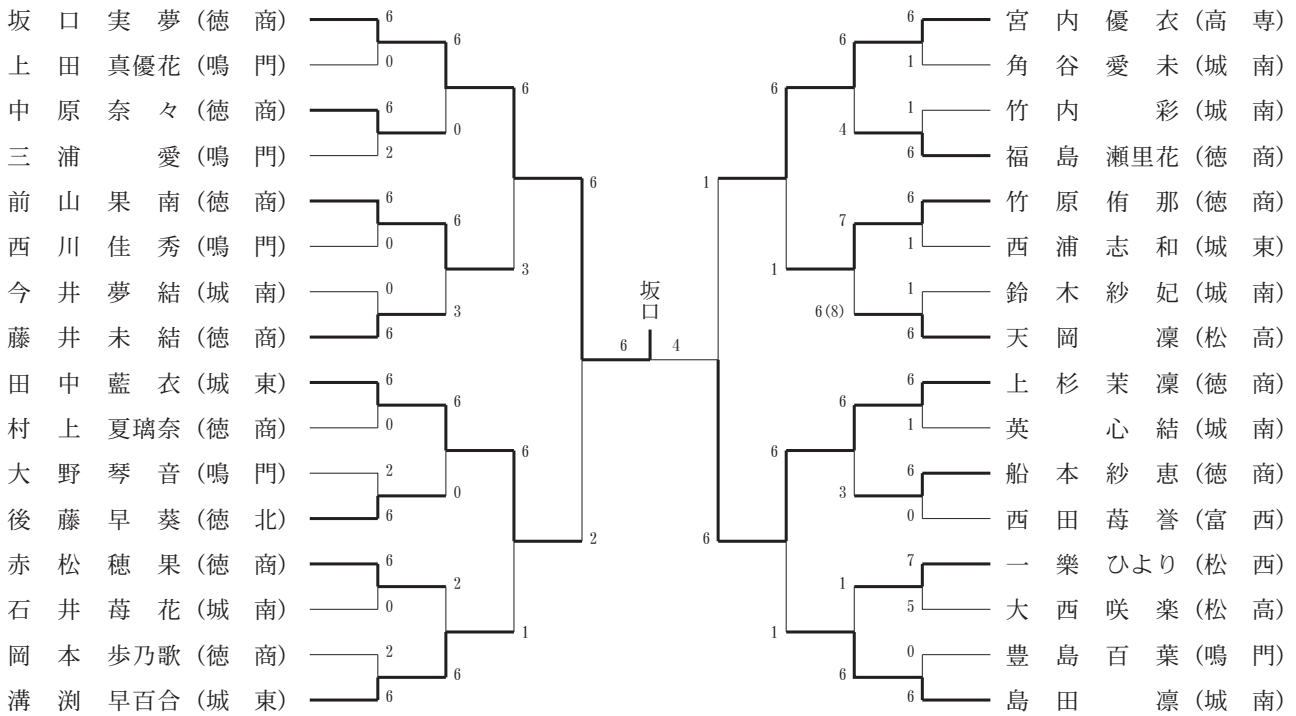 坂口実夢(徳商) 6 6 宮内優衣(高専)
6 6
上田真優花(鳴門) 0 1 角谷愛未(城南)
6 6
中原奈々(徳商) 6 1 竹内彩(城南)
0 4
三浦愛(鳴門) 2 6 福島瀬里花(徳商)
6 1
前山果南(徳商) 6 6 竹原侑那(徳商)
6 7
西川佳秀(鳴門) 0 1 西浦志和(城東)
3 1
今井夢結(城南) 0 1 鈴木紗妃(城南)
3 6(8)
藤井未結(徳商) 6 6 天岡凜(松高)
坂口
6 4
田中藍衣(城東) 6 6 上杉茉凜(徳商)
6 6
村上夏璃奈(徳商) 0 1 英心結(城南)
6 6
大野琴音(鳴門) 2 6 船本紗恵(徳商)
0 3
後藤早葵(徳北) 6 0 西田苺誉(富西)
2 6
赤松穂果(徳商) 6 7 一樂ひより(松西)
2 1
石井苺花(城南) 0 5 大西咲楽(松高)
1 1
岡本歩乃歌(徳商) 2 0 豊島百葉(鳴門)
6 6
溝渕早百合(城東) 6 6 島田凛(城南)